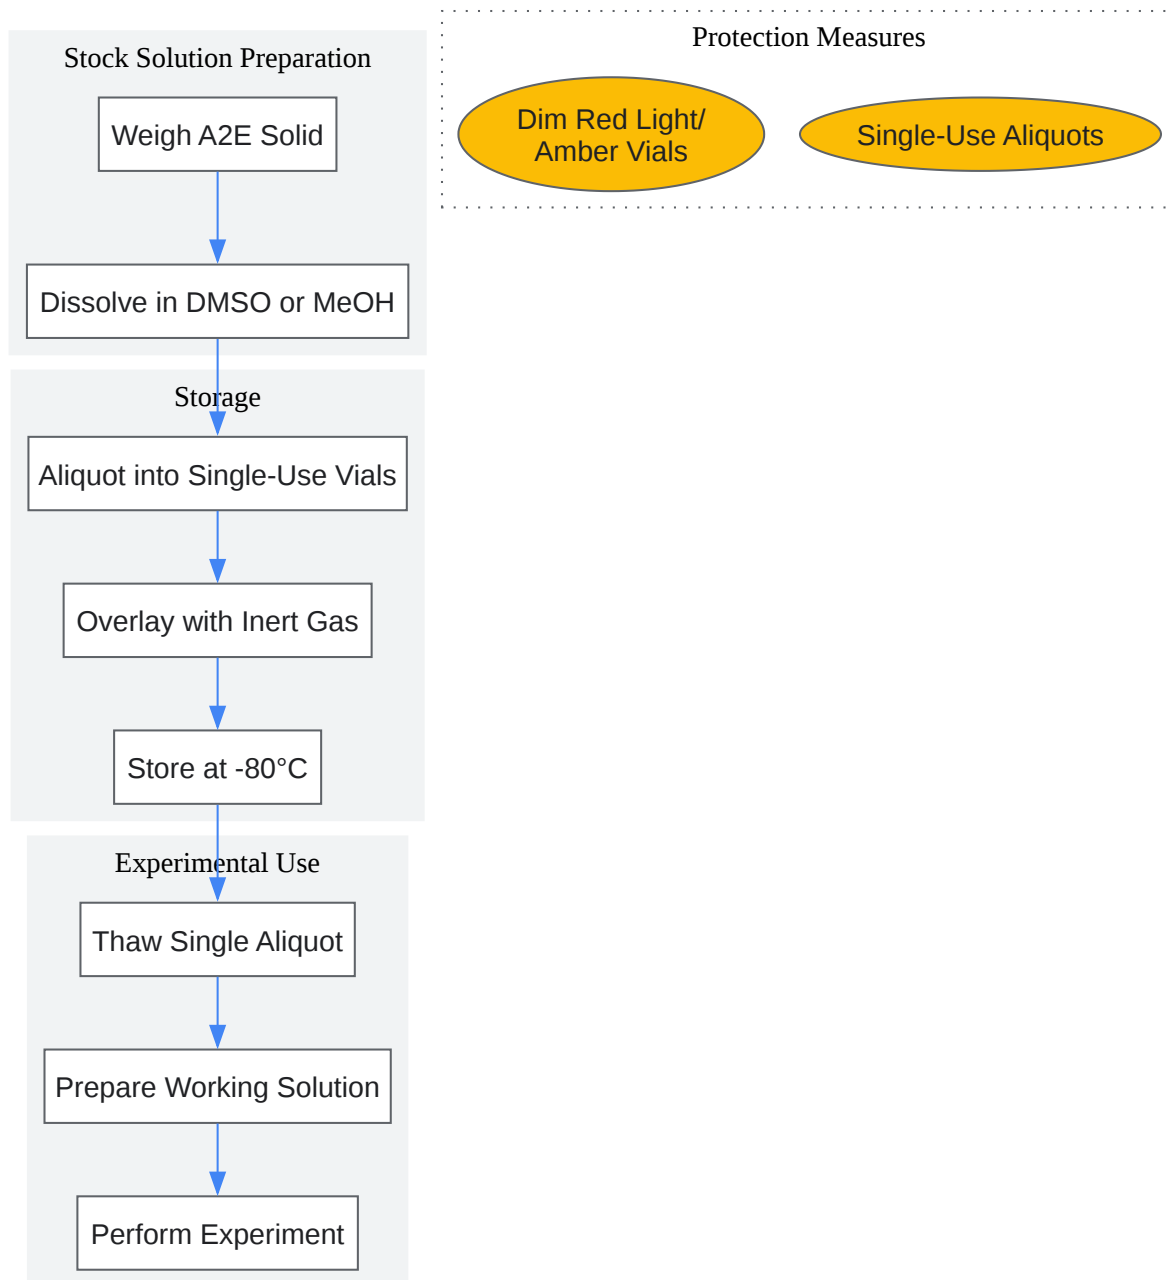 Stock Solution Preparation
Weigh A2E Solid
Dissolve in DMSO or MeOH
Storage
Aliquot into Single-Use Vials
Overlay with Inert Gas
Store at -80°C
Experimental Use
Thaw Single Aliquot
Prepare Working Solution
Perform Experiment
Protection Measures
Dim Red Light/
Amber Vials
Single-Use Aliquots